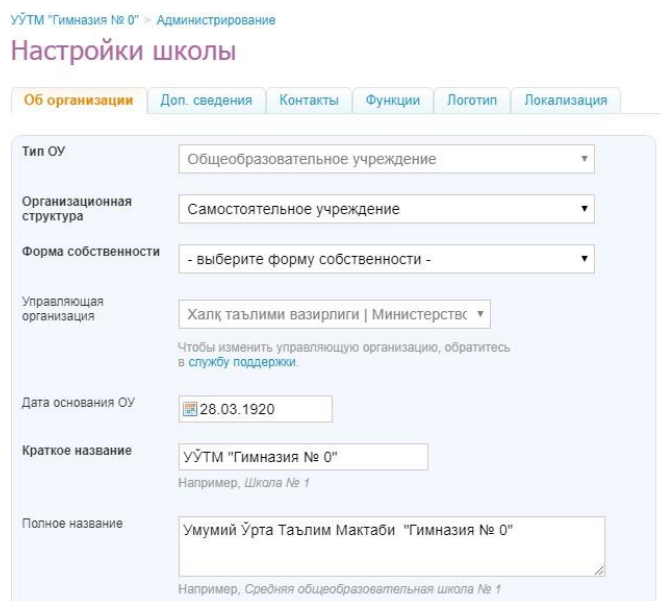 УЎТМ "Гимназия № 0" > Администрирование
Настройки школы
Об организации Доп. сведения Контакты Функции Логотип Локализация
Тип ОУ
Общеобразовательное учреждение
Организационная
структура
Самостоятельное учреждение
Форма собственности
- выберите форму собственности -
Управляющая
организация
Халқ таълими вазирлиги | Министерствс
Чтобы изменить управляющую организацию, обратитесь
в службу поддержки.
Дата основания ОУ
28.03.1920
Краткое название
УЎТМ "Гимназия № 0"
Например, Школа № 1
Полное название
Умумий Ўрта Таълим Мактаби "Гимназия № 0"
Например, Средняя общеобразовательная школа № 1